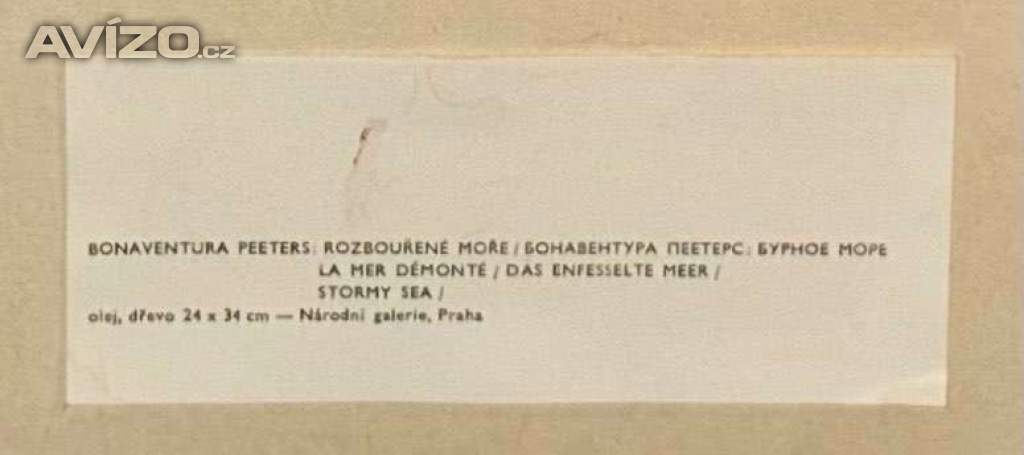 AVÍZO.cz
BONAVENTURA PEETERS: ROZBOUŘENÉ MOŘE / БОНАВЕНТУРА ПЕЕТЕРС: БУРНОЕ МОРЕ
LA MER DÉMONTÉ / DAS ENFESSELTE MEER /
STORMY SEA /
olej, dřevo 24 x 34 cm — Národní galerie, Praha